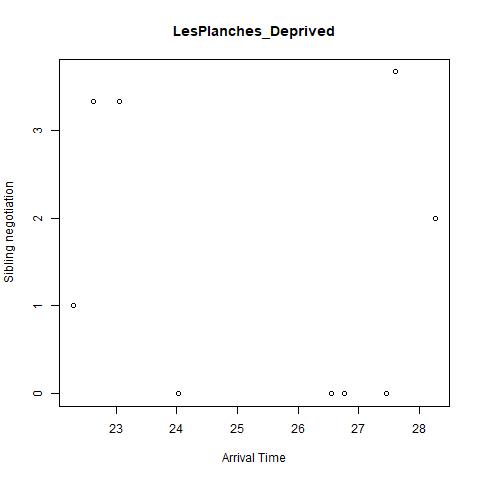 LesPlanches_Deprived
Sibling negotiation
3
2
1
0
23 24 25 26 27 28
Arrival Time